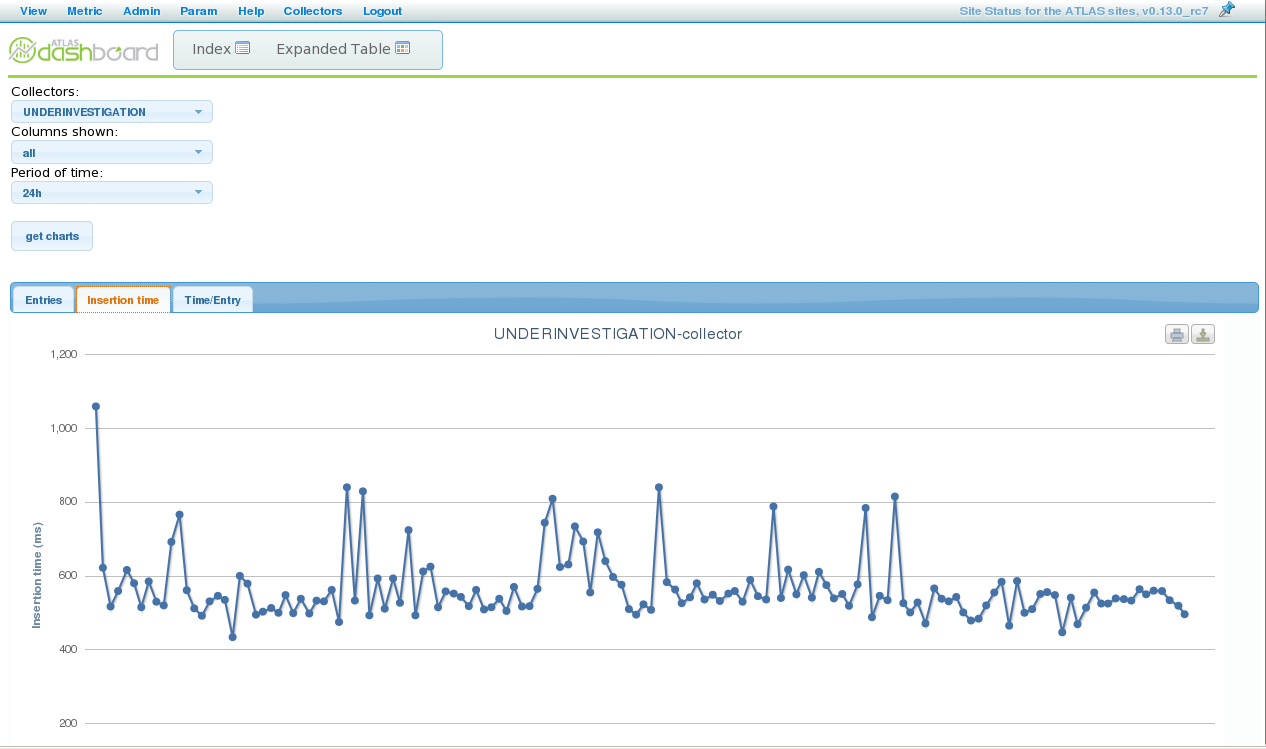 View Metric Admin Param Help Collectors Logout Site Status for the ATLAS sites, v0.13.0_rc7
ATLAS
dashboard Index Expanded Table
Collectors:
UNDERINVESTIGATION
Columns shown:
all
Period of time:
24h
get charts
Entries Insertion time Time/Entry
UNDERINVESTIGATION-collector
1,200
1,000
800
600
400
200
Insertion time (ms)